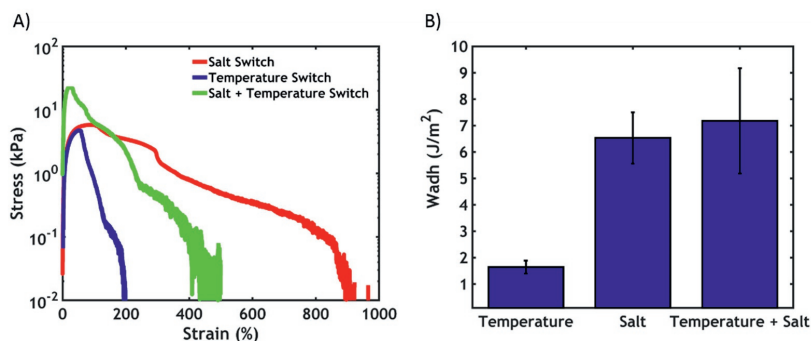 A)
Stress (kPa)
10²
10¹
10⁰
10⁻¹
10⁻²
Salt Switch
Temperature Switch
Salt + Temperature Switch
0 200 400 600 800 1000
Strain (%)
B)
Wadh (J/m²)
10
9
8
7
6
5
4
3
2
1
Temperature Salt Temperature + Salt